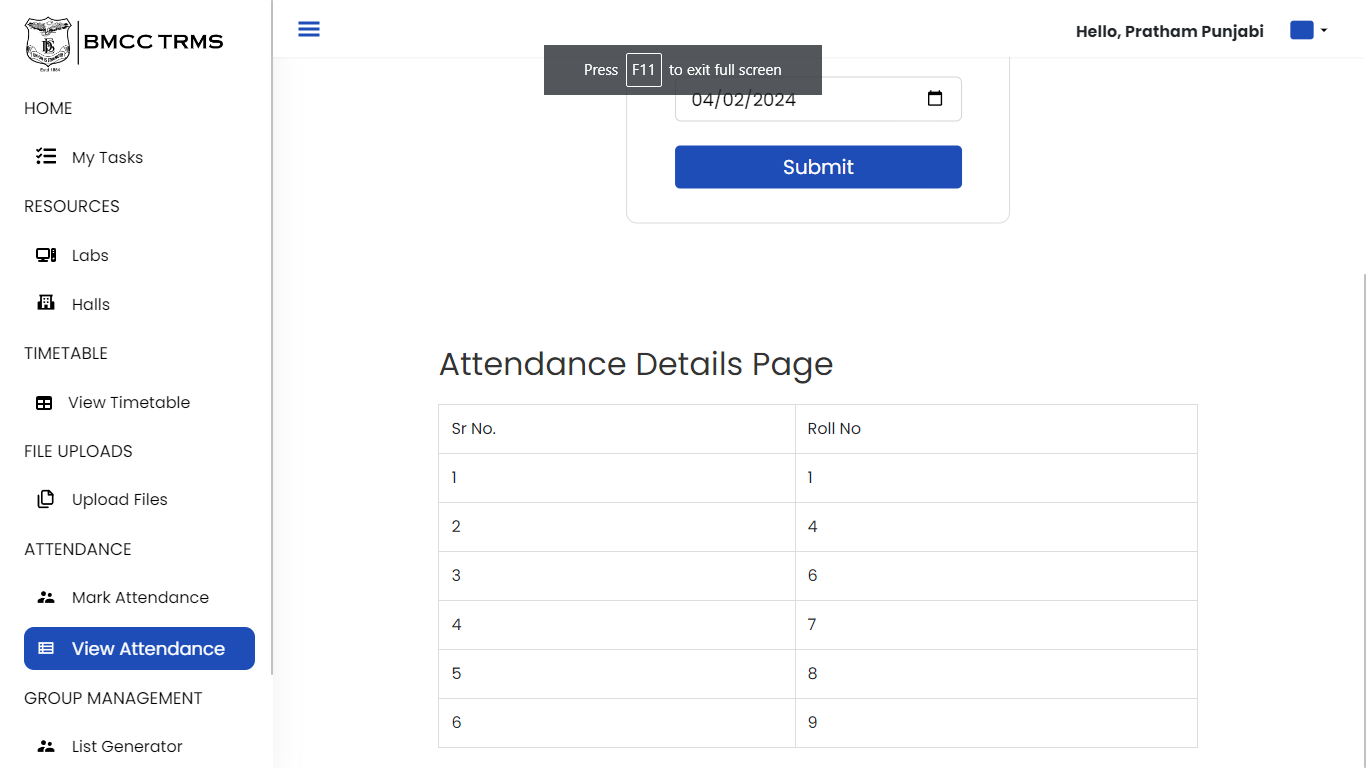 BMCC TRMS
Estd 1884
HOME
My Tasks
RESOURCES
Labs
Halls
TIMETABLE
View Timetable
FILE UPLOADS
Upload Files
ATTENDANCE
Mark Attendance
View Attendance
GROUP MANAGEMENT
List Generator
Hello, Pratham Punjabi
Press F11 to exit full screen
04/02/2024
Submit
Attendance Details Page
Sr No. Roll No
1 1
2 4
3 6
4 7
5 8
6 9